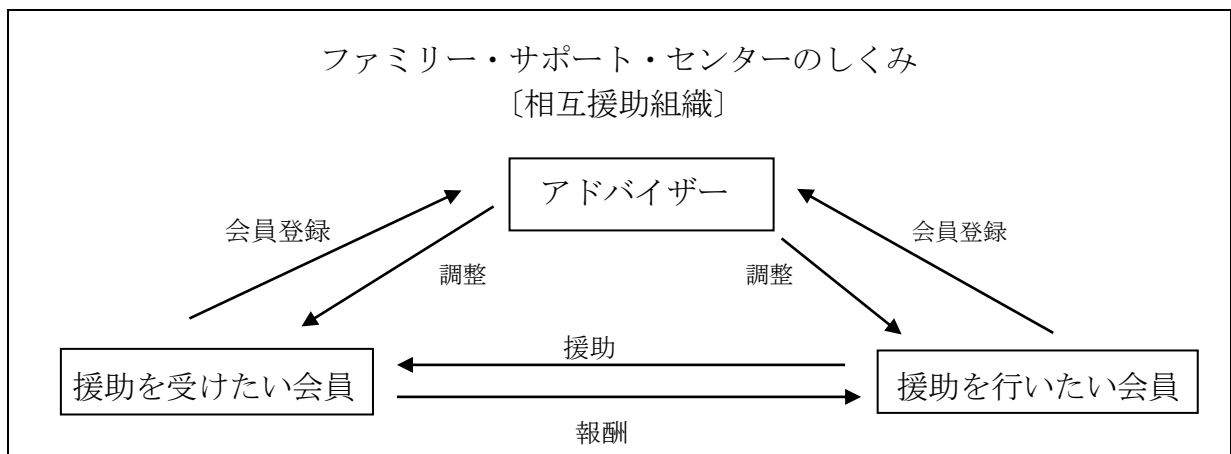 ファミリー・サポート・センターのしくみ
〔相互援助組織〕
アドバイザー
会員登録
会員登録
調整
調整
援助
援助を受けたい会員
援助を行いたい会員
報酬